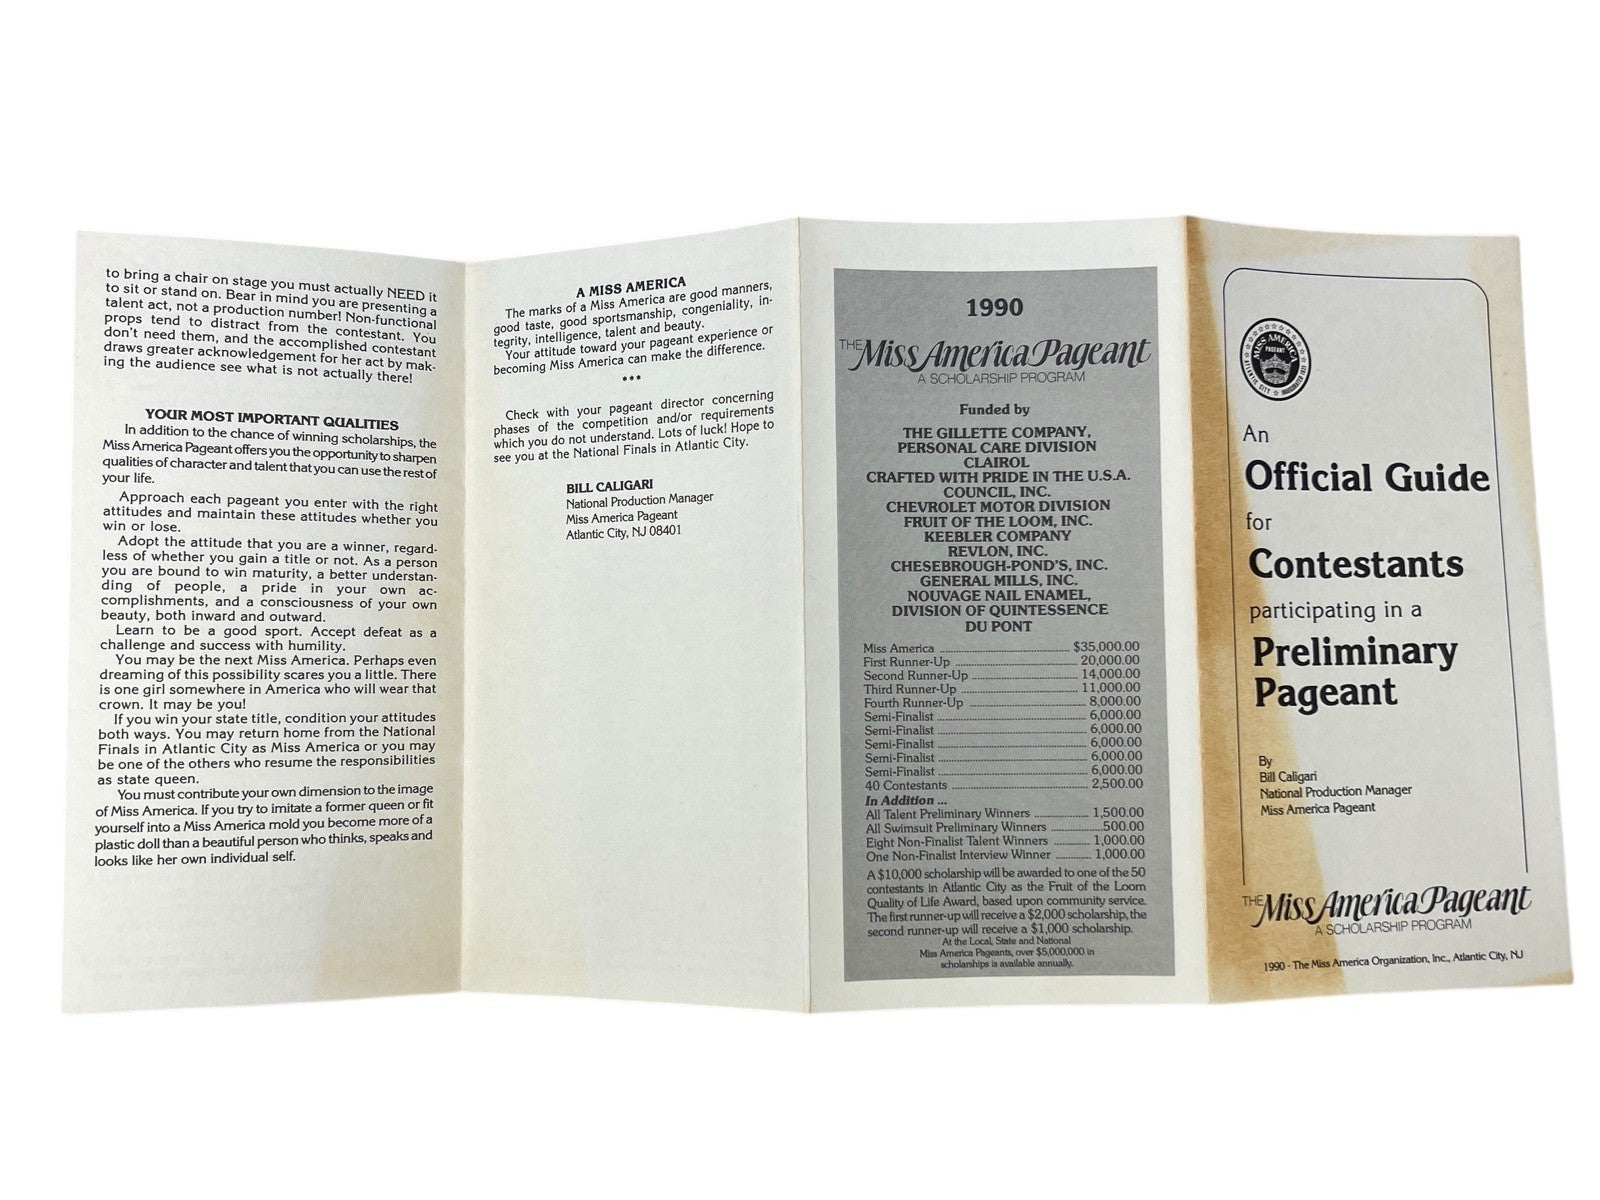 to bring a chair on stage you must actually NEED it
to sit or stand on. Bear in mind you are presenting a
talent act, not a production number! Non-functional
props tend to distract from the contestant. You
don't need them, and the accomplished contestant
draws greater acknowledgement for her act by mak-
ing the audience see what is not actually there!
YOUR MOST IMPORTANT QUALITIES
In addition to the chance of winning scholarships, the
Miss America Pageant offers you the opportunity to sharpen
qualities of character and talent that you can use the rest of
your life.
Approach each pageant you enter with the right
attitudes and maintain these attitudes whether you
win or lose.
Adopt the attitude that you are a winner, regard-
less of whether you gain a title or not. As a person
you are bound to win maturity, a better understan-
ding of people, a pride in your own ac-
complishments, and a consciousness of your own
beauty, both inward and outward.
Learn to be a good sport. Accept defeat as a
challenge and success with humility.
You may be the next Miss America. Perhaps even
dreaming of this possibility scares you a little. There
is one girl somewhere in America who will wear that
crown. It may be you!
If you win your state title, condition your attitudes
both ways. You may return home from the National
Finals in Atlantic City as Miss America or you may
be one of the others who resume the responsibilities
as state queen.
You must contribute your own dimension to the image
of Miss America. If you try to imitate a former queen or fit
yourself into a Miss America mold you become more of a
plastic doll than a beautiful person who thinks, speaks and
looks like her own individual self.
A MISS AMERICA
The marks of a Miss America are good manners,
good taste, good sportsmanship, congeniality, in-
tegrity, intelligence, talent and beauty.
Your attitude toward your pageant experience or
becoming Miss America can make the difference.
***
Check with your pageant director concerning
phases of the competition and/or requirements
which you do not understand. Lots of luck! Hope to
see you at the National Finals in Atlantic City.
BILL CALIGARI
National Production Manager
Miss America Pageant
Atlantic City, NJ 08401
1990
THE Miss America Pageant
A SCHOLARSHIP PROGRAM
Funded by
THE GILLETTE COMPANY,
PERSONAL CARE DIVISION
CLAIROL
CRAFTED WITH PRIDE IN THE U.S.A.
COUNCIL, INC.
CHEVROLET MOTOR DIVISION
FRUIT OF THE LOOM, INC.
KEEBLER COMPANY
REVLON, INC.
CHESEBROUGH-POND'S, INC.
GENERAL MILLS, INC.
NOUVAGE NAIL ENAMEL,
DIVISION OF QUINTESSENCE
DU PONT
Miss America $35,000.00
First Runner-Up 20,000.00
Second Runner-Up 14,000.00
Third Runner-Up 11,000.00
Fourth Runner-Up 8,000.00
Semi-Finalist 6,000.00
Semi-Finalist 6,000.00
Semi-Finalist 6,000.00
Semi-Finalist 6,000.00
Semi-Finalist 6,000.00
40 Contestants 2,500.00
In Addition ...
All Talent Preliminary Winners 1,500.00
All Swimsuit Preliminary Winners 500.00
Eight Non-Finalist Talent Winners 1,000.00
One Non-Finalist Interview Winner 1,000.00
A $10,000 scholarship will be awarded to one of the 50
contestants in Atlantic City as the Fruit of the Loom
Quality of Life Award, based upon community service.
The first runner-up will receive a $2,000 scholarship, the
second runner-up will receive a $1,000 scholarship.
At the Local, State and National
Miss America Pageants, over $5,000,000 in
scholarships is available annually.
MISS AMERICA
PAGEANT
ATLANTIC CITY
An
Official Guide
for
Contestants
participating in a
Preliminary
Pageant
By
Bill Caligari
National Production Manager
Miss America Pageant
THE Miss America Pageant
A SCHOLARSHIP PROGRAM
1990 - The Miss America Organization, Inc., Atlantic City, NJ